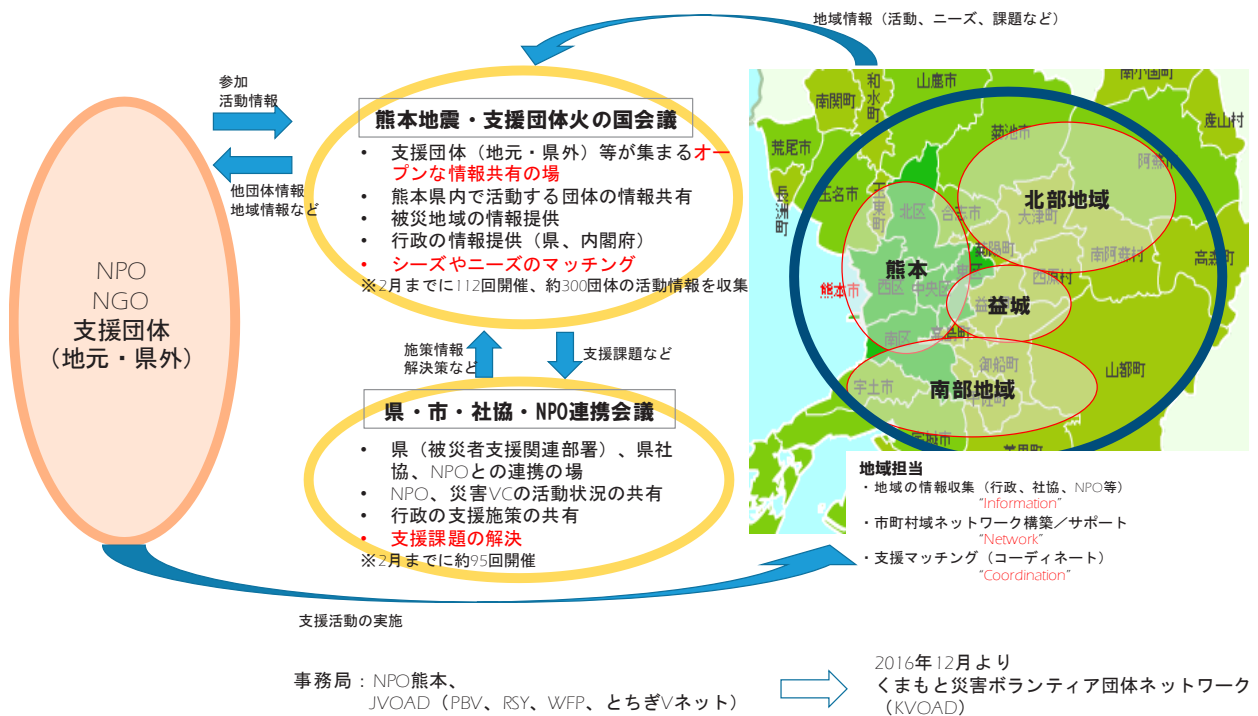 地域情報（活動、ニーズ、課題など）
参加
活動情報
他団体情報
地域情報など
NPO
NGO
支援団体
（地元・県外）
熊本地震・支援団体火の国会議
• 支援団体（地元・県外）等が集まるオー
プンな情報共有の場
• 熊本県内で活動する団体の情報共有
• 被災地域の情報提供
• 行政の情報提供（県、内閣府）
• シーズやニーズのマッチング
※2月までに112回開催、約300団体の活動情報を収集
施策情報
解決策など
支援課題など
県・市・社協・NPO連携会議
• 県（被災者支援関連部署）、県社
協、NPOとの連携の場
• NPO、災害VCの活動状況の共有
• 行政の支援施策の共有
• 支援課題の解決
※2月までに約95回開催
支援活動の実施
南関町
和水町
山鹿市
南小国町
産山村
荒尾市
菊池市
阿蘇市
長洲町
玉名市
玉東町
北区
合志市
大津町
北部地域
菊陽町
南阿蘇村
高森町
熊本
西区
中央区
東区
西原村
熊本市
益城
南区
嘉島町
御船町
山都町
宇土市
南部地域
地域担当
・地域の情報収集（行政、社協、NPO等）
“Information”
・市町村域ネットワーク構築／サポート
“Network”
・支援マッチング（コーディネート）
“Coordination”
事務局：NPO熊本、
JVOAD（PBV、RSY、WFP、とちぎVネット）
2016年12月より
くまもと災害ボランティア団体ネットワーク
（KVOAD）